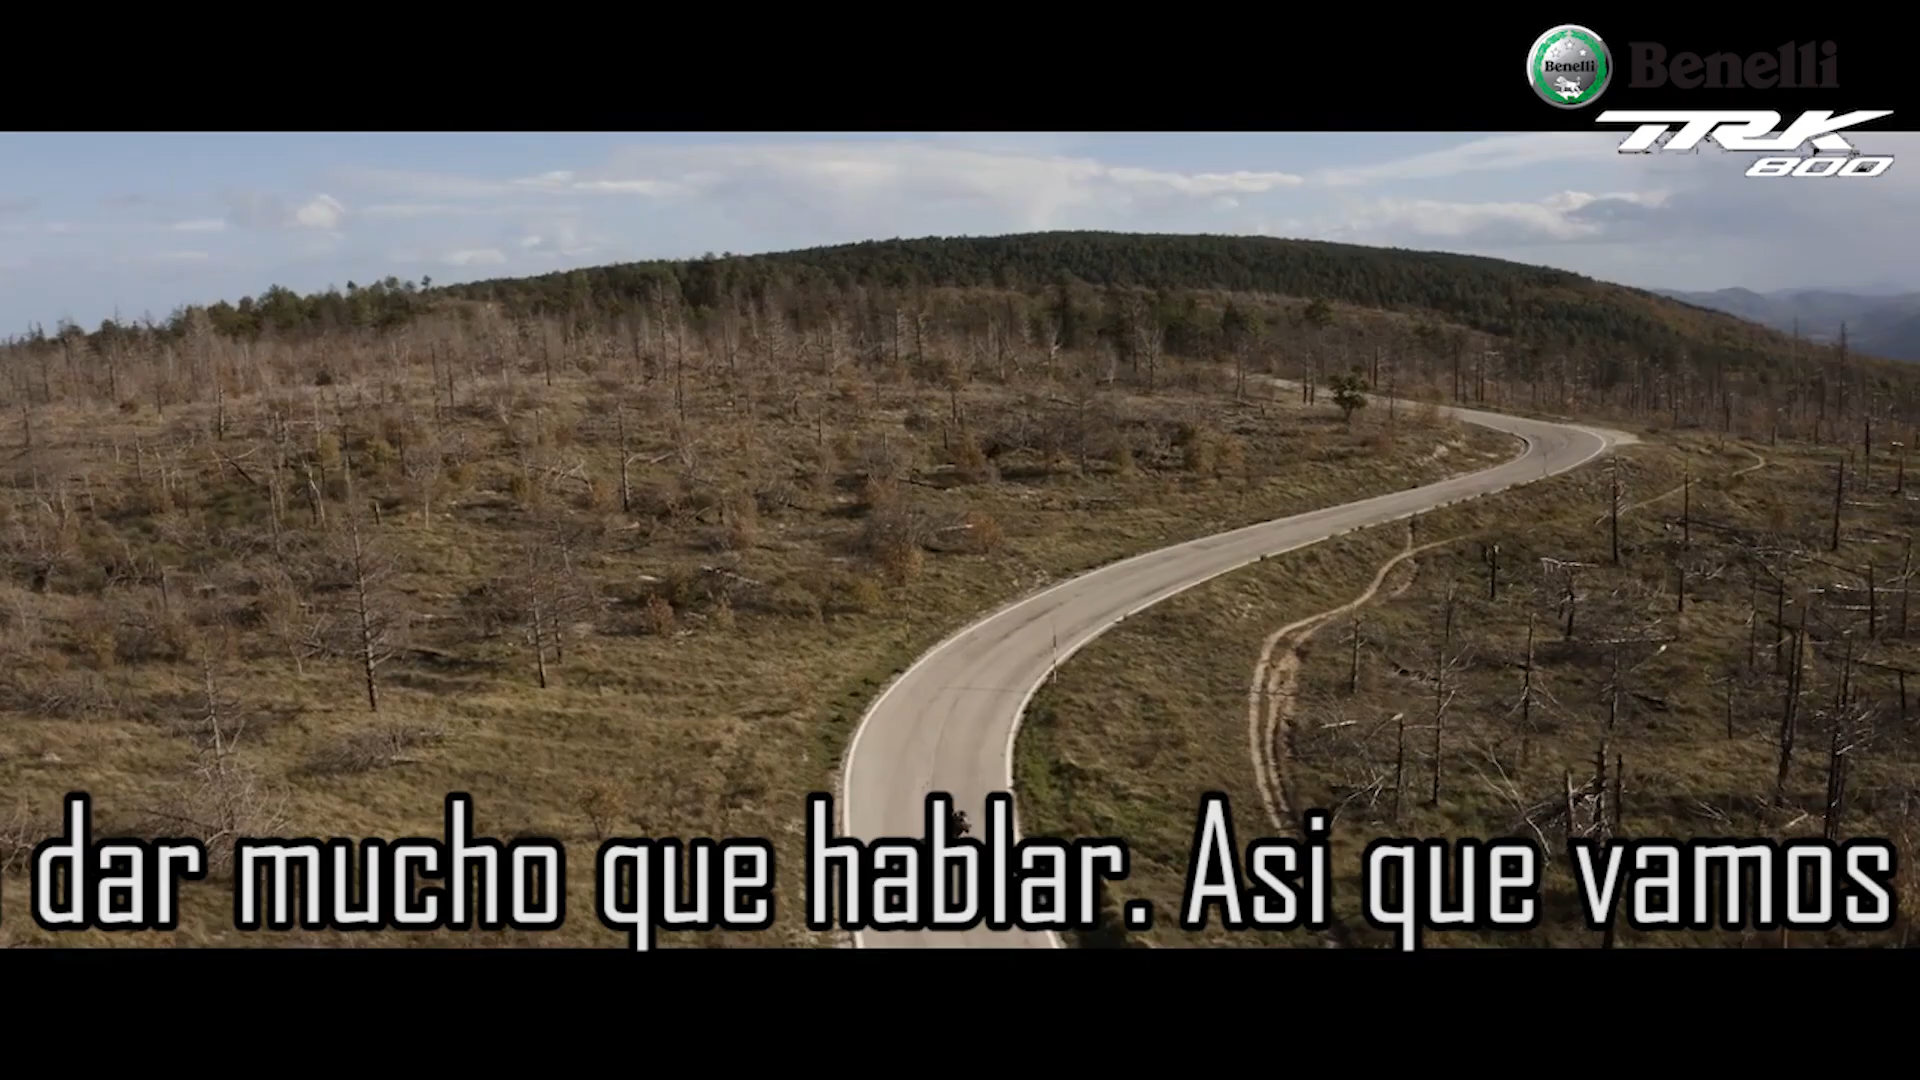 Benelli
Benelli
TRK
800
dar mucho que hablar. Asi que vamos